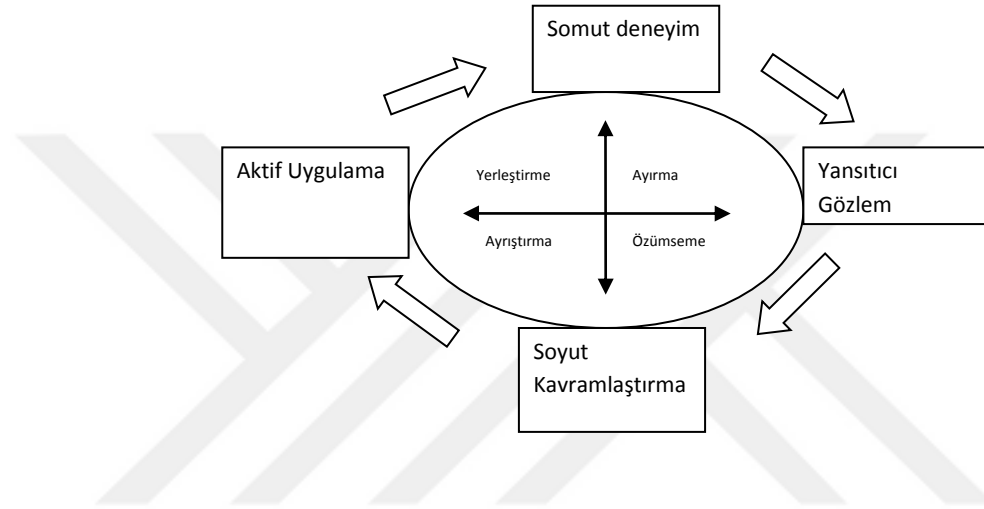 Somut deneyim
Aktif Uygulama
Yansıtıcı
Gözlem
Yerleştirme
Ayırma
Ayrıştırma
Özümseme
Soyut
Kavramlaştırma